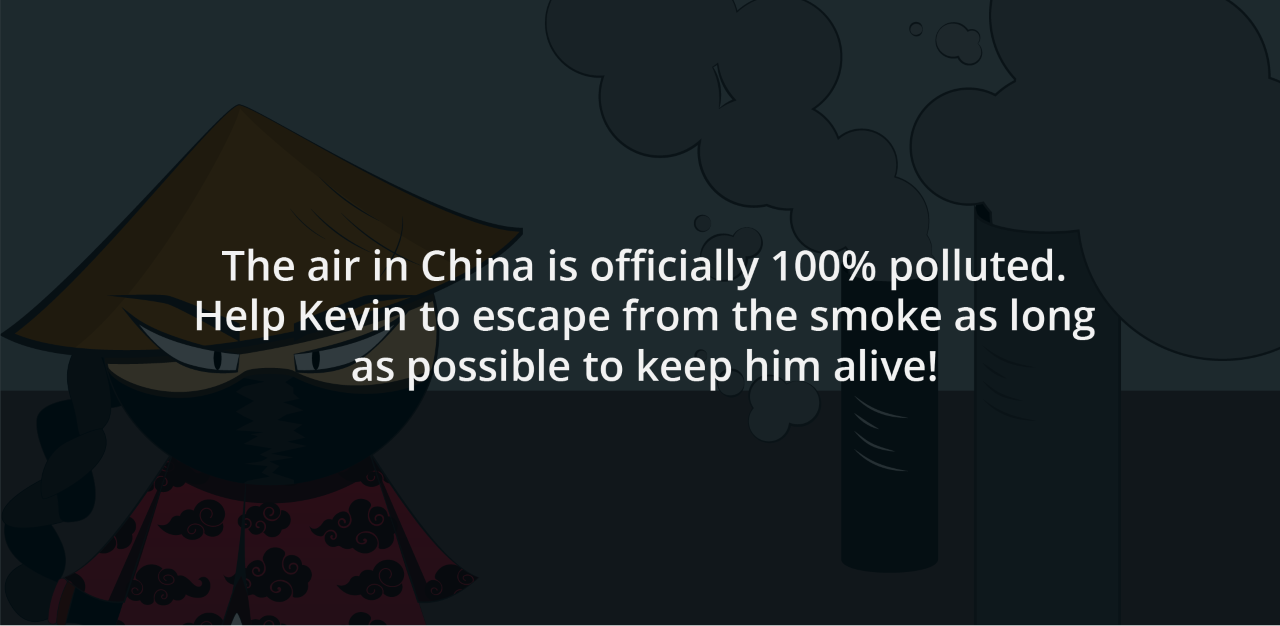 The air in China is officially 100% polluted.
Help Kevin to escape from the smoke as long
as possible to keep him alive!